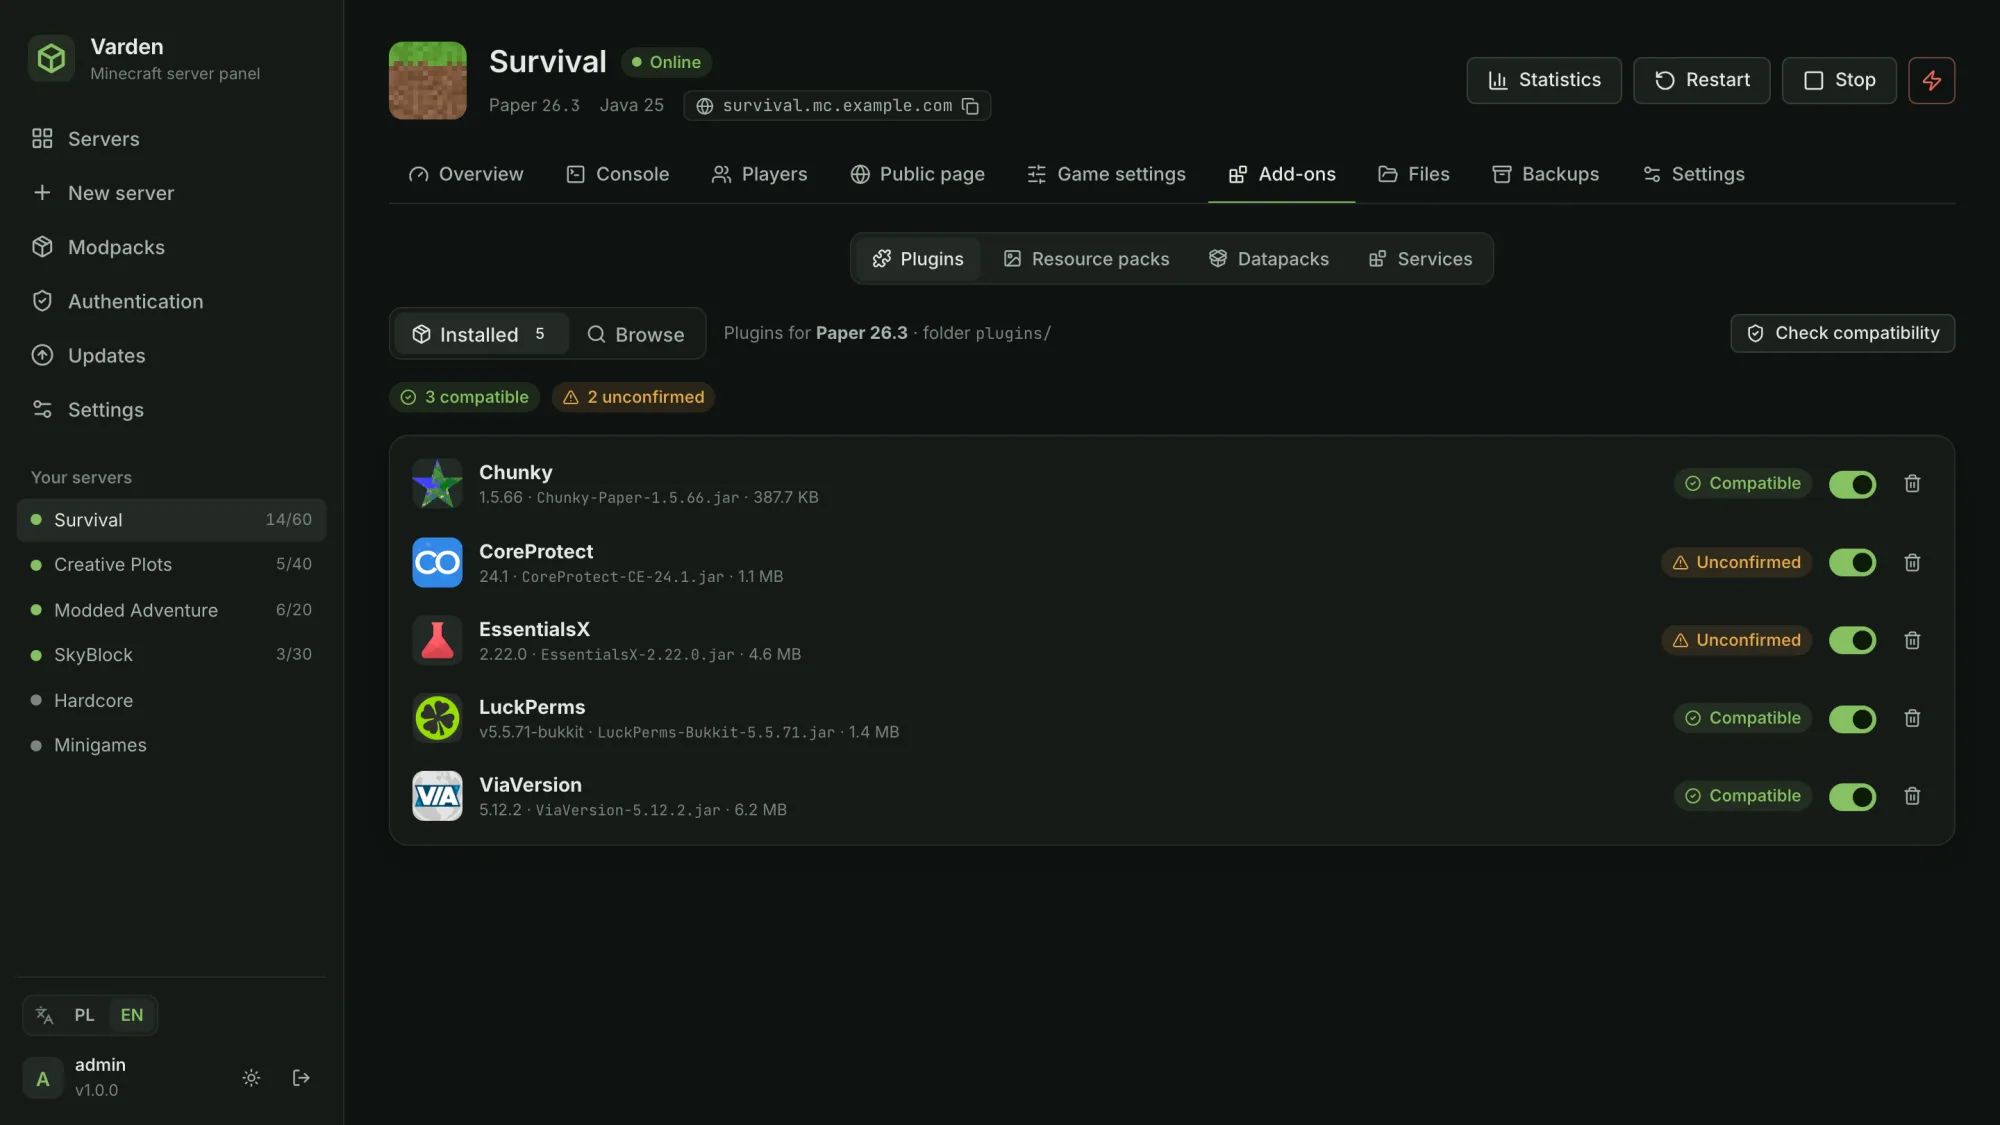 Varden
Minecraft server panel
Servers
New server
Modpacks
Authentication
Updates
Settings
Your servers
Survival 14/60
Creative Plots 5/40
Modded Adventure 6/20
SkyBlock 3/30
Hardcore
Minigames
PL EN
A admin
v1.0.0
Survival Online
Paper 26.3 Java 25 survival.mc.example.com
Statistics Restart Stop
Overview Console Players Public page Game settings Add-ons Files Backups Settings
Plugins Resource packs Datapacks Services
Installed 5 Browse Plugins for Paper 26.3 · folder plugins/ Check compatibility
3 compatible 2 unconfirmed
Chunky
1.5.66 · Chunky-Paper-1.5.66.jar · 387.7 KB
Compatible
CO CoreProtect
24.1 · CoreProtect-CE-24.1.jar · 1.1 MB
Unconfirmed
EssentialsX
2.22.0 · EssentialsX-2.22.0.jar · 4.6 MB
Unconfirmed
LuckPerms
v5.5.71-bukkit · LuckPerms-Bukkit-5.5.71.jar · 1.4 MB
Compatible
VIA ViaVersion
5.12.2 · ViaVersion-5.12.2.jar · 6.2 MB
Compatible